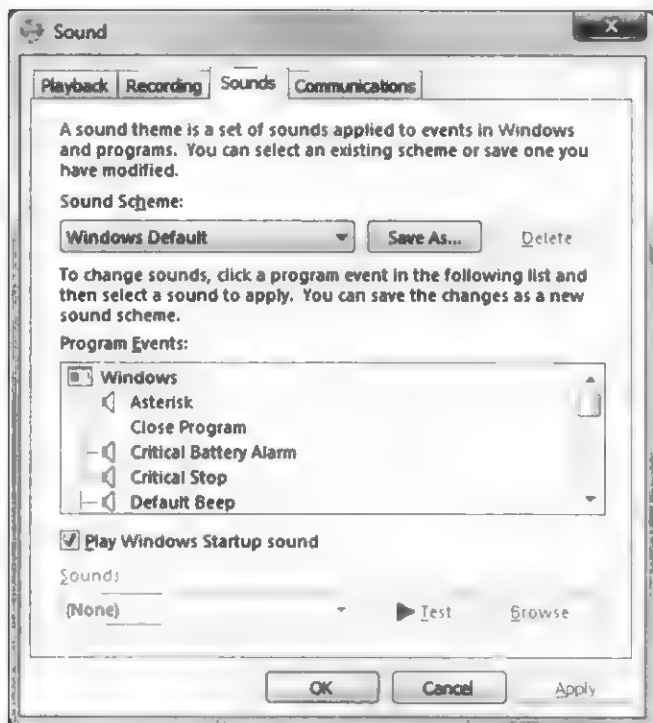 Sound
Playback Recording Sounds Communications
A sound theme is a set of sounds applied to events in Windows
and programs. You can select an existing scheme or save one you
have modified.
Sound Scheme:
Windows Default Save As... Delete
To change sounds, click a program event in the following list and
then select a sound to apply. You can save the changes as a new
sound scheme.
Program Events:
Windows
Asterisk
Close Program
Critical Battery Alarm
Critical Stop
Default Beep
Play Windows Startup sound
Sounds
(None) Test Browse
OK Cancel Apply